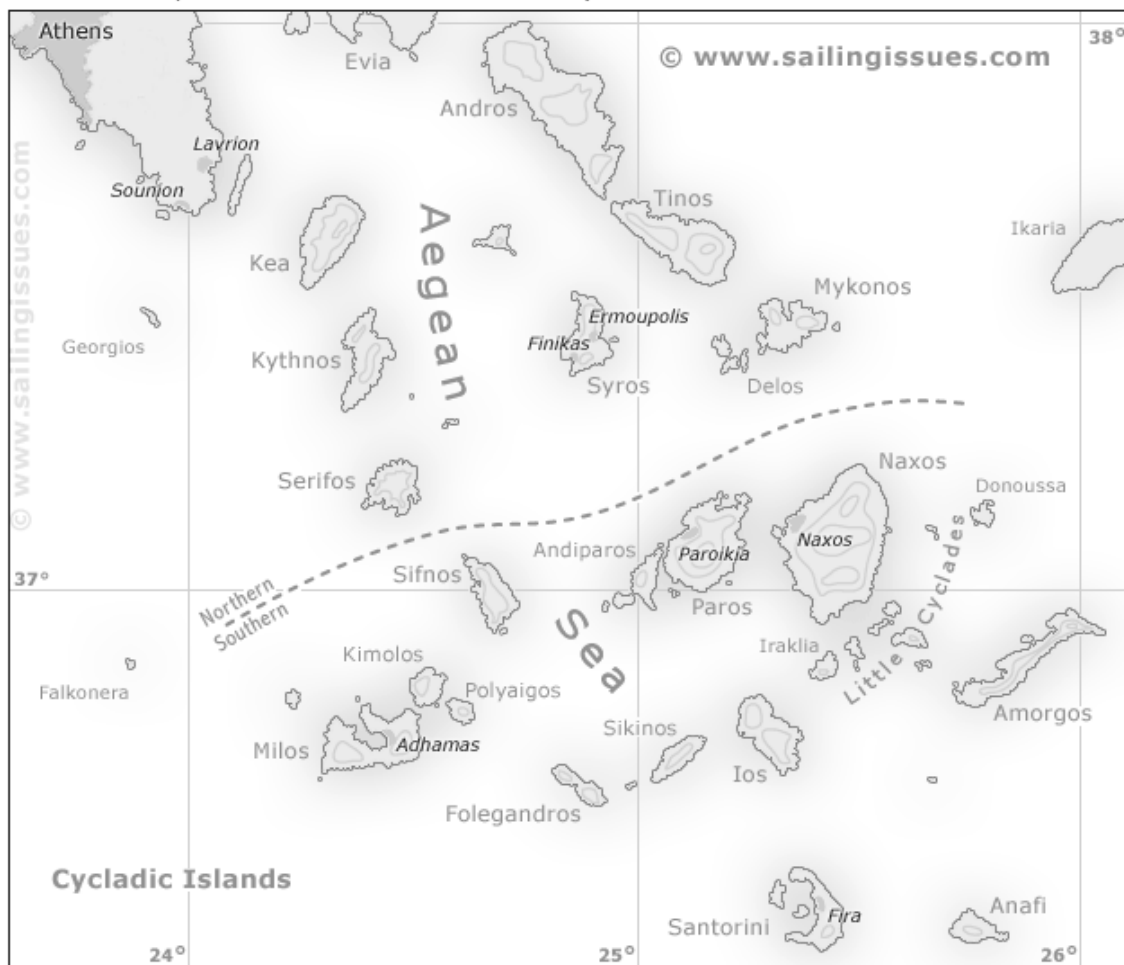 Athens
Evia
© www.sailingissues.com
38°
Andros
Lavrion
Sounion
Tinos
Ikaria
Aegean
Kea
Mykonos
Ermoupolis
Georgios
Kythnos
Finikas
Syros
Delos
© www.sailingissues.com
Serifos
Naxos
Donoussa
Andiparos
Paroikia
Naxos
37°
Sifnos
Northern
Southern
Paros
Sea
Little Cyclades
Iraklia
Kimolos
Falkonera
Polyaigos
Amorgos
Milos
Adhamas
Sikinos
Ios
Folegandros
Cycladic Islands
Santorini
Fira
Anafi
24°
25°
26°